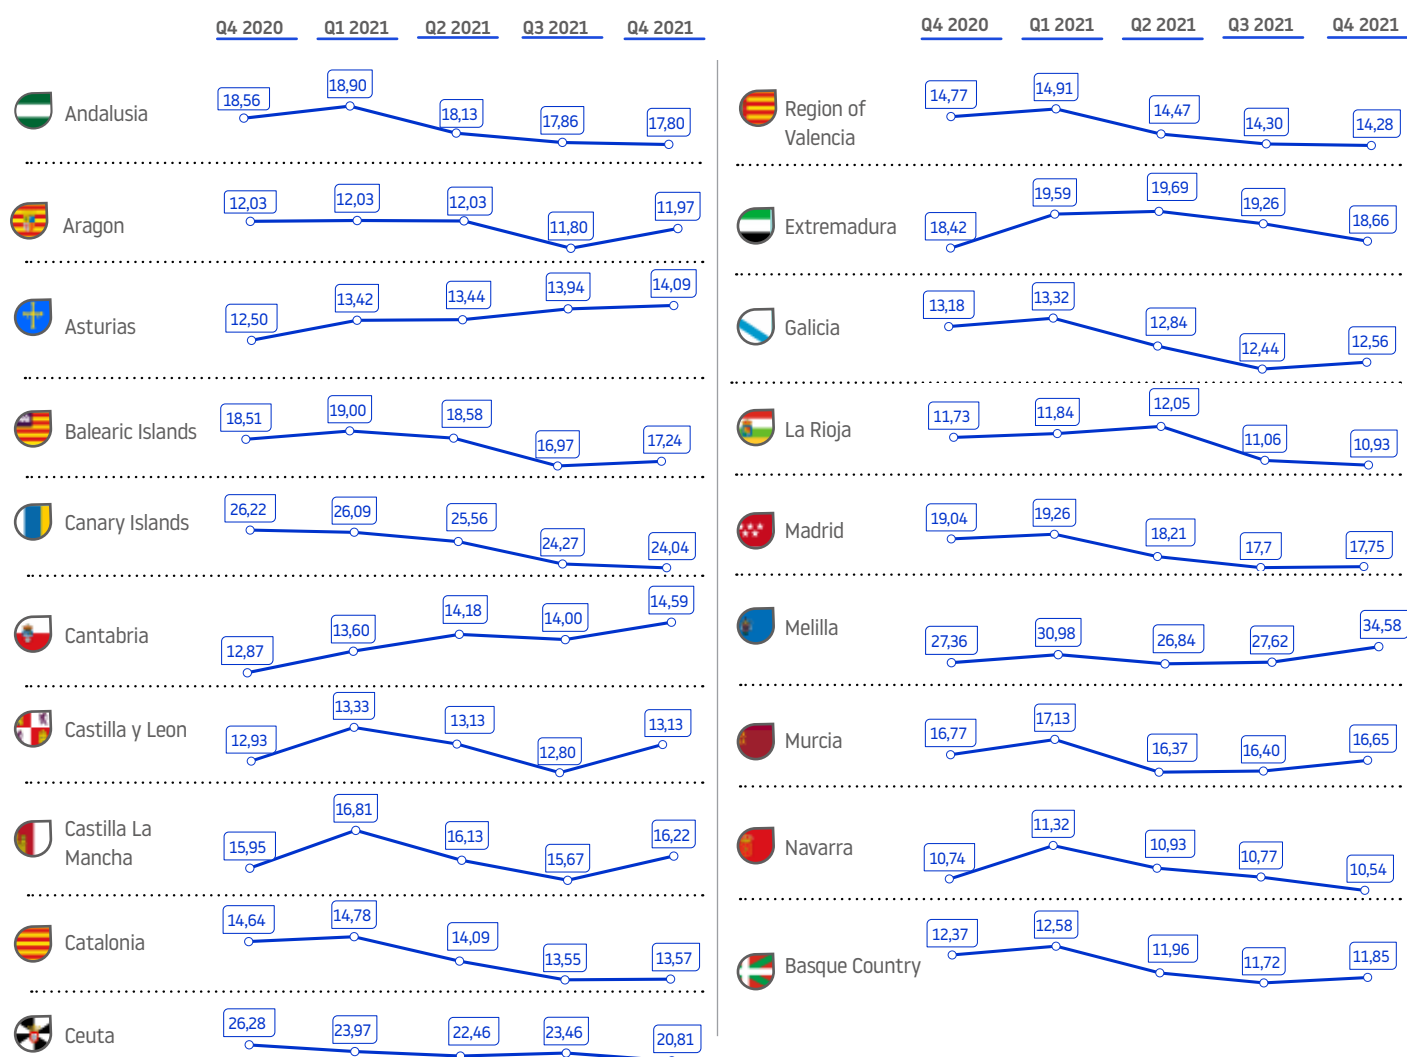 Q4 2020 Q1 2021 Q2 2021 Q3 2021 Q4 2021
Andalusia 18,56 18,90 18,13 17,86 17,80
Aragon 12,03 12,03 12,03 11,80 11,97
Asturias 12,50 13,42 13,44 13,94 14,09
Balearic Islands 18,51 19,00 18,58 16,97 17,24
Canary Islands 26,22 26,09 25,56 24,27 24,04
Cantabria 12,87 13,60 14,18 14,00 14,59
Castilla y Leon 12,93 13,33 13,13 12,80 13,13
Castilla La
Mancha 15,95 16,81 16,13 15,67 16,22
Catalonia 14,64 14,78 14,09 13,55 13,57
Ceuta 26,28 23,97 22,46 23,46 20,81
Q4 2020 Q1 2021 Q2 2021 Q3 2021 Q4 2021
Region of
Valencia 14,77 14,91 14,47 14,30 14,28
Extremadura 18,42 19,59 19,69 19,26 18,66
Galicia 13,18 13,32 12,84 12,44 12,56
La Rioja 11,73 11,84 12,05 11,06 10,93
Madrid 19,04 19,26 18,21 17,7 17,75
Melilla 27,36 30,98 26,84 27,62 34,58
Murcia 16,77 17,13 16,37 16,40 16,65
Navarra 10,74 11,32 10,93 10,77 10,54
Basque Country 12,37 12,58 11,96 11,72 11,85